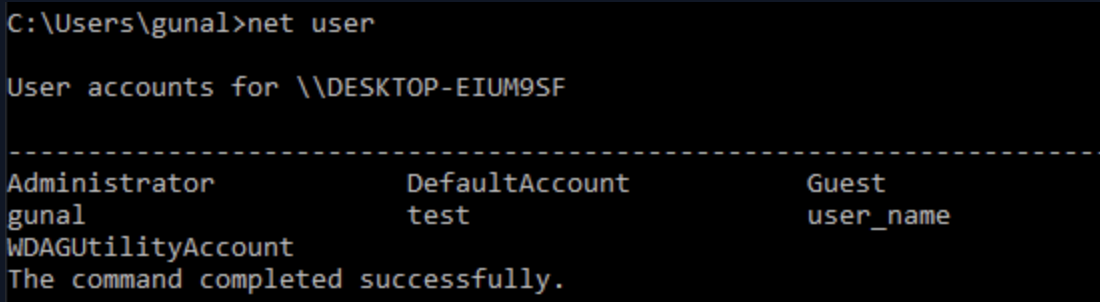 C:\Users\gunal>net user
User accounts for \\DESKTOP-EIUM9SF
-------------------------------------------------------------------------------
Administrator            DefaultAccount           Guest
gunal                    test                     user_name
WDAGUtilityAccount
The command completed successfully.